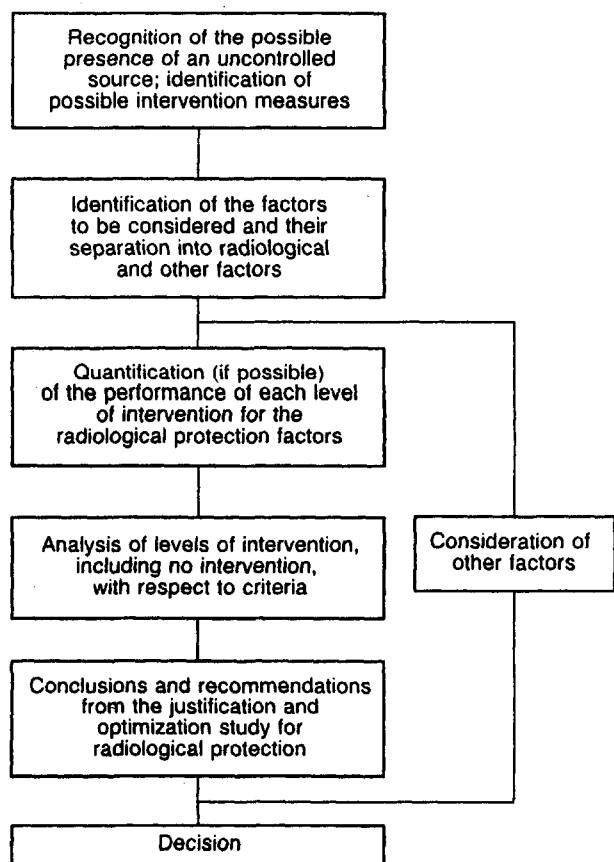 Recognition of the possible
presence of an uncontrolled
source; identification of
possible intervention measures
Identification of the factors
to be considered and their
separation into radiological
and other factors
Quantification (if possible)
of the performance of each level
of intervention for the
radiological protection factors
Analysis of levels of intervention,
including no intervention,
with respect to criteria
Consideration of
other factors
Conclusions and recommendations
from the justification and
optimization study for
radiological protection
Decision